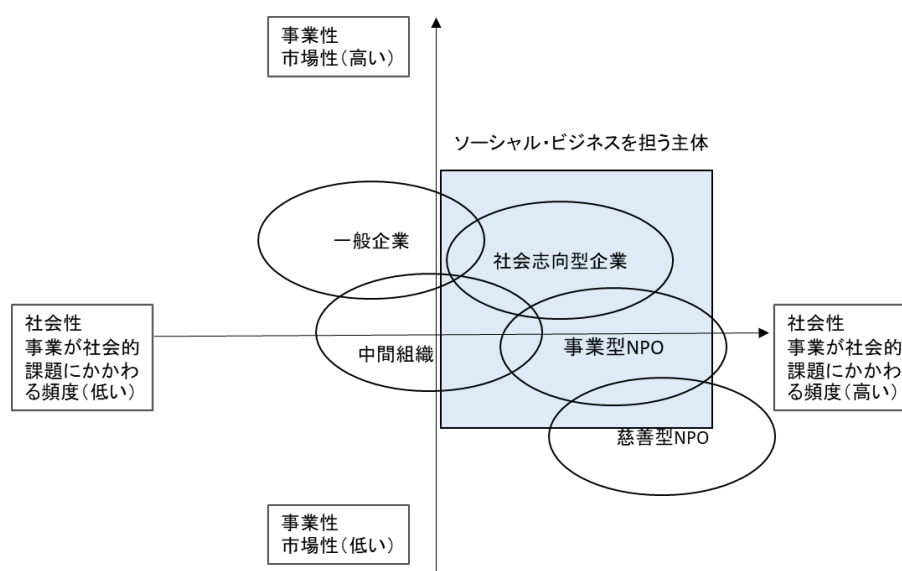 事業性
市場性(高い)
ソーシャル・ビジネスを担う主体
一般企業
社会志向型企業
社会性
事業が社会的
課題にかかわ
る頻度(低い)
中間組織
事業型NPO
社会性
事業が社会的
課題にかかわ
る頻度(高い)
慈善型NPO
事業性
市場性(低い)